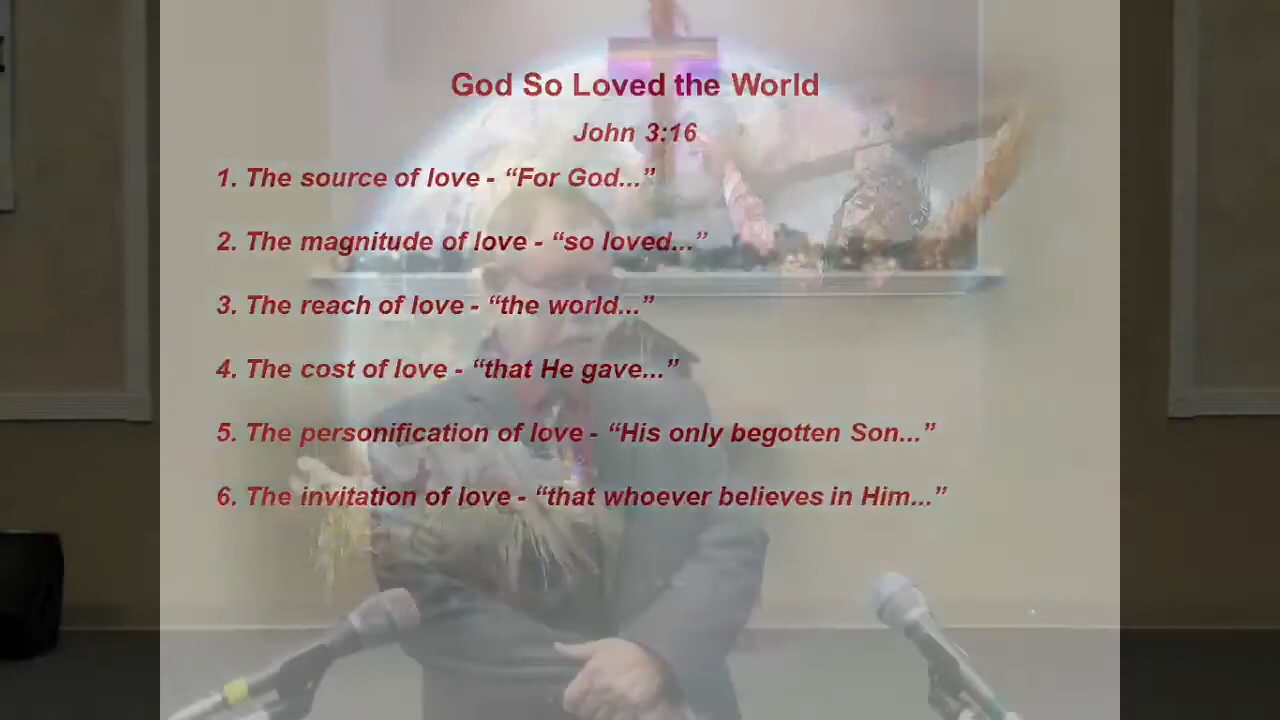 God So Loved the World
John 3:16
1. The source of love - “For God...”
2. The magnitude of love - “so loved...”
3. The reach of love - “the world...”
4. The cost of love - “that He gave...”
5. The personification of love - “His only begotten Son...”
6. The invitation of love - “that whoever believes in Him...”